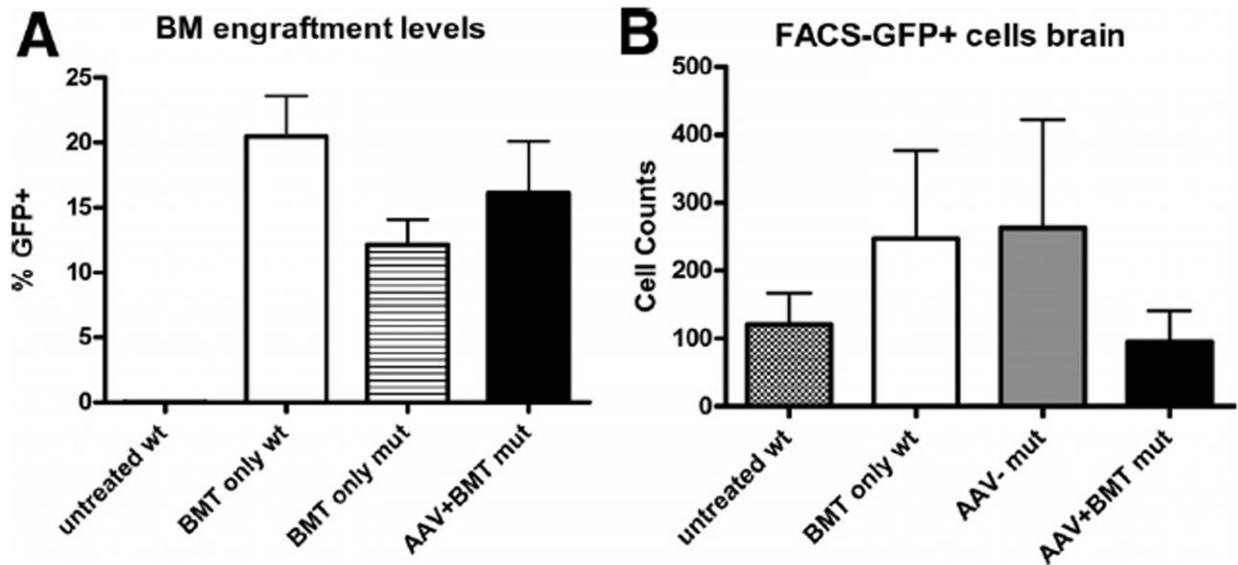 A
BM engraftment levels
% GFP+
25
20
15
10
5
0
untreated wt
BMT only wt
BMT only mut
AAV+BMT mut
B
FACS-GFP+ cells brain
Cell Counts
500
400
300
200
100
0
untreated wt
BMT only wt
AAV- mut
AAV+BMT mut